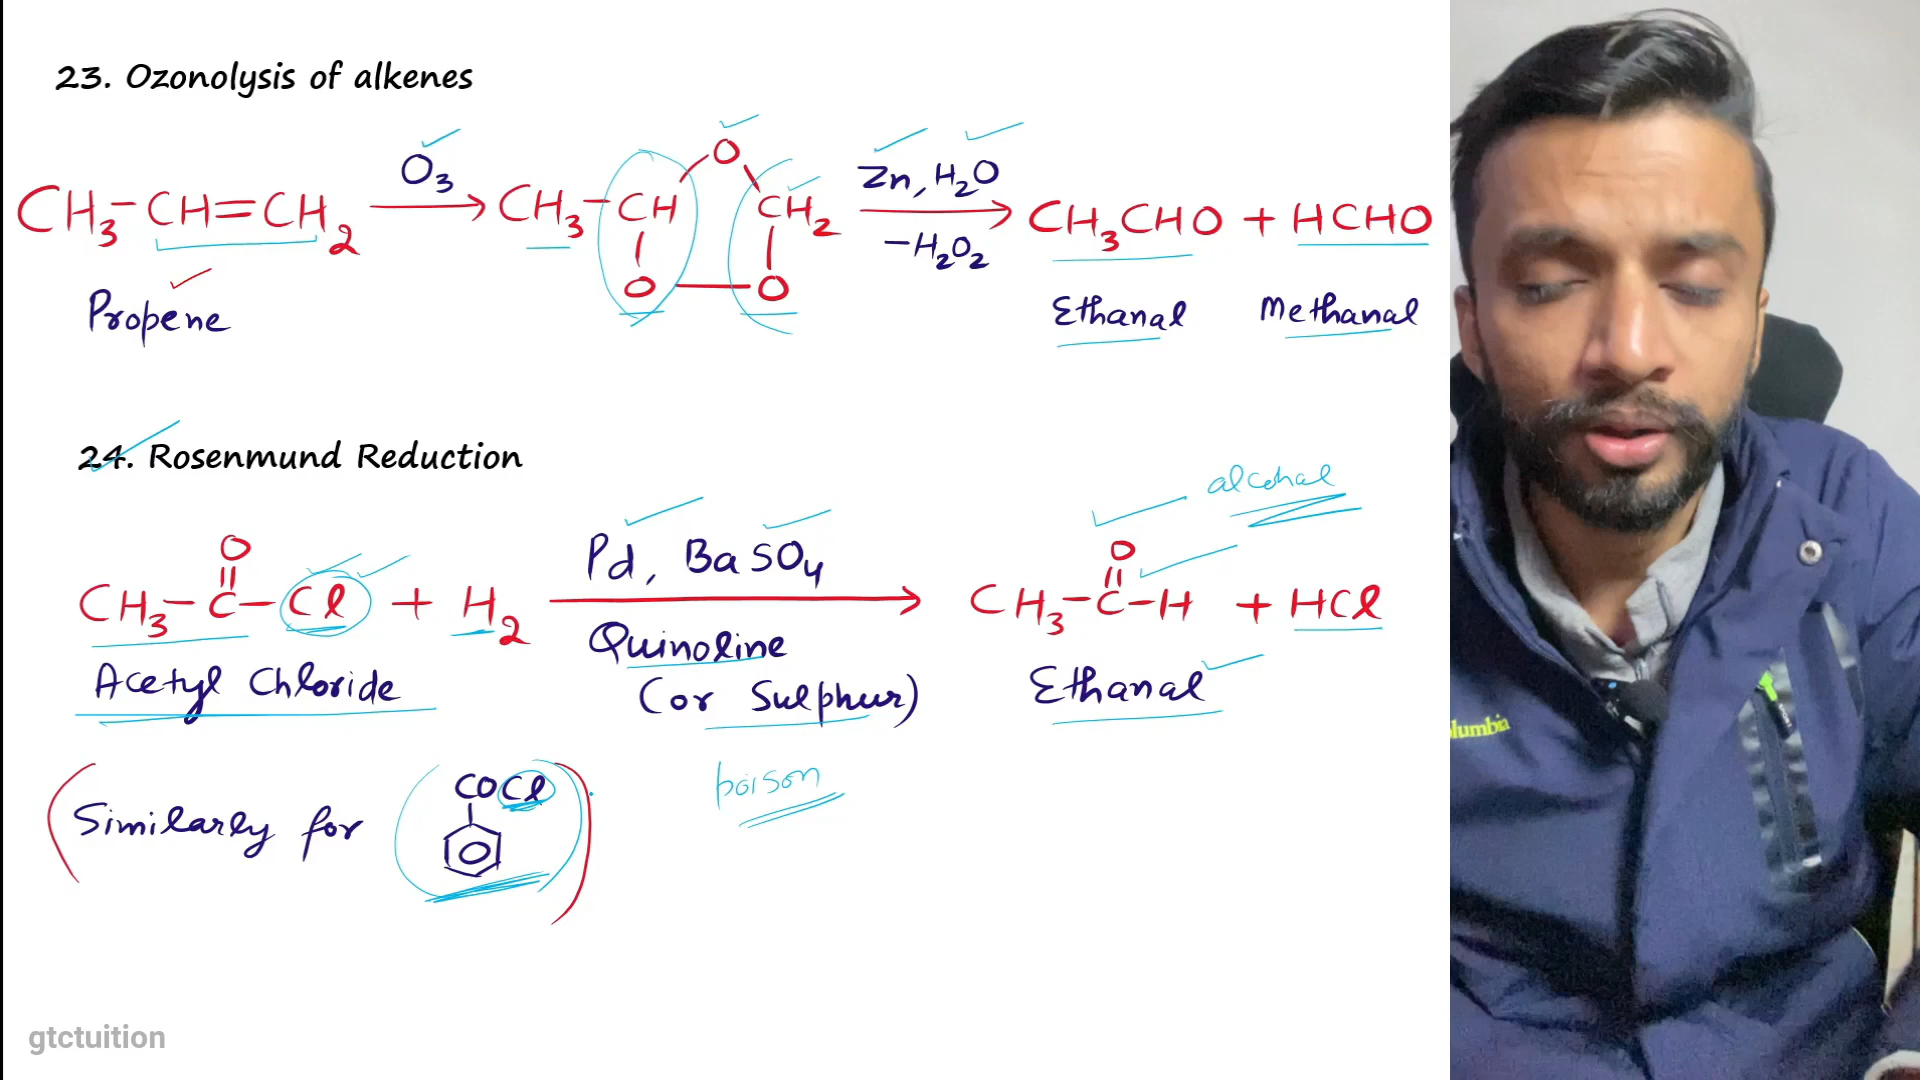 23. Ozonolysis of alkenes
CH3-CH=CH2 O3 CH3-CH O CH2 O O Zn, H2O -H2O2 CH3CHO + HCHO
Propene Ethanal Methanal
24. Rosenmund Reduction
alcohal
CH3-C-Cl + H2 Pd, BaSO4 CH3-C-H + HCl
O O
Acetyl Chloride Quinoline Ethanal
(or Sulphur)
poison
(Similarly for COCl)
lumbia
gtctuition